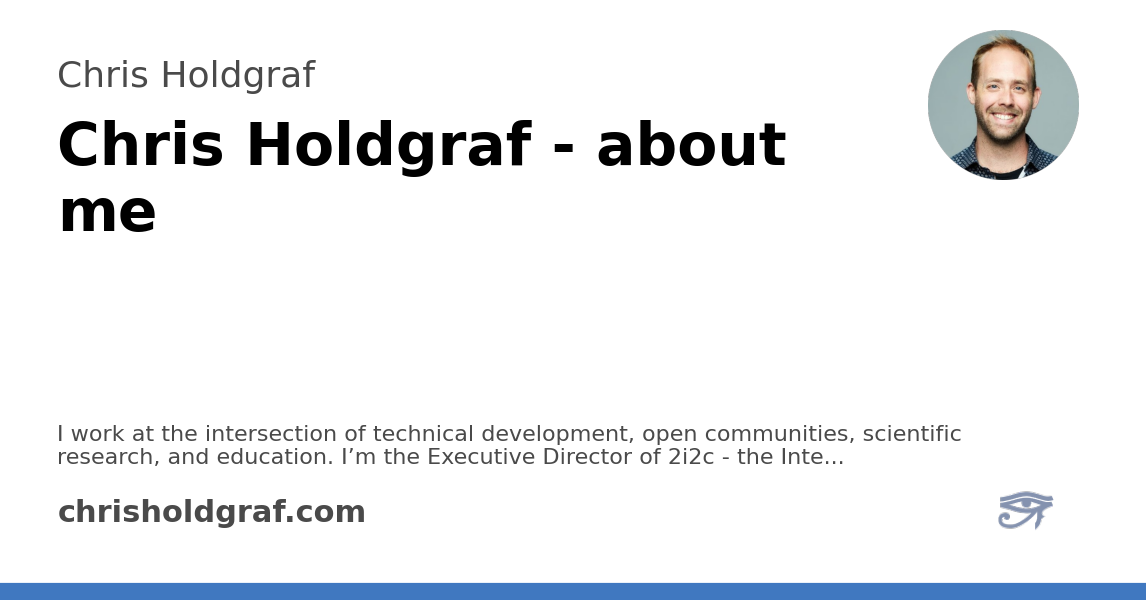 Chris Holdgraf
Chris Holdgraf - about
me
I work at the intersection of technical development, open communities, scientific
research, and education. I’m the Executive Director of 2i2c - the Inte...
chrisholdgraf.com